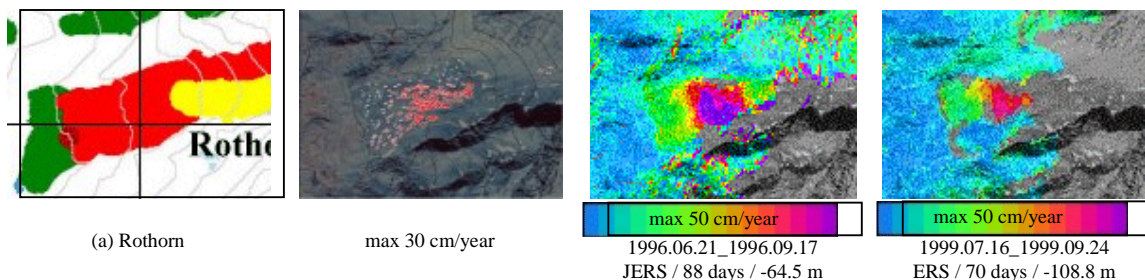 Rotho
max 50 cm/year
max 50 cm/year
(a) Rothorn
max 30 cm/year
1996.06.21_1996.09.17
1999.07.16_1999.09.24
JERS / 88 days / -64.5 m
ERS / 70 days / -108.8 m